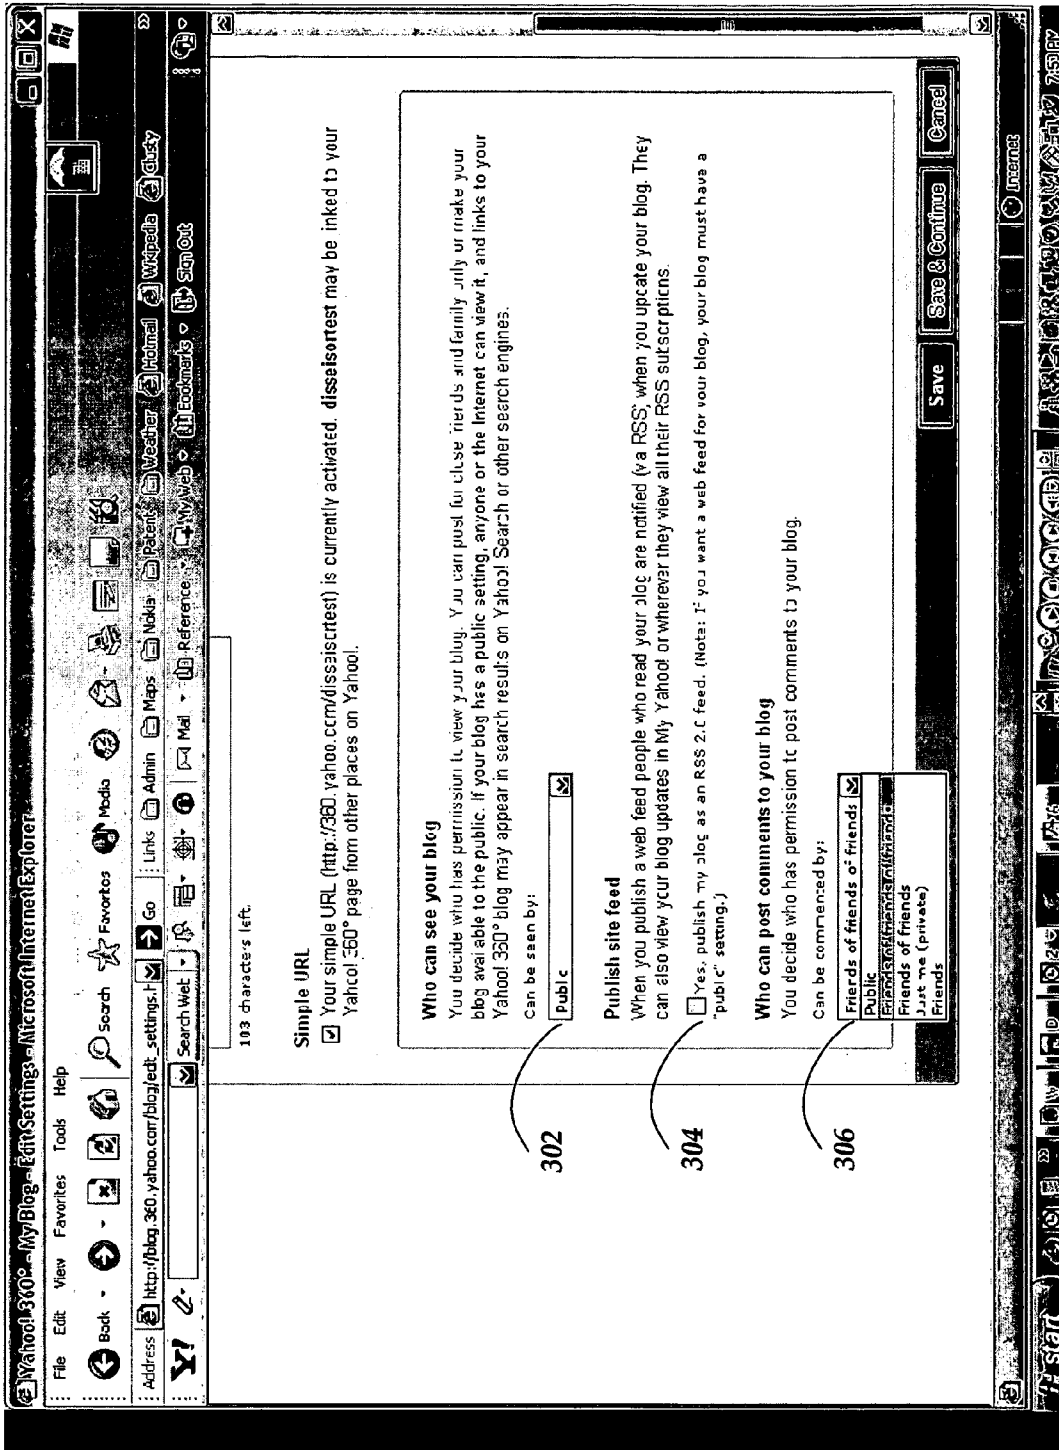 Yahoo! 360° - My Blog - Edit Settings - Microsoft Internet Explorer
File Edit View Favorites Tools Help
Back Search Favorites Media
Address http://blog.360.yahoo.com/blog/edit_settings.h Go Links Admin Maps Nokia Patents Weather Hotmail Wikipedia Clusty
Y! Search Web Mail Reference My Web Bookmarks Sign Out
193 characters left.
Simple URL
Your simple URL (http://360.yahoo.com/disseisortest) is currently activated. disseisortest may be linked to your
Yahoo! 360° page from other places on Yahoo!.
Who can see your blog
You decide who has permission to view your blog. You can post for close friends and family only or make your
blog available to the public. If your blog has a public setting, anyone on the Internet can view it, and links to your
Yahoo! 360° blog may appear in search results on Yahoo! Search or other search engines.
Can be seen by:
Public
302
Publish site feed
When you publish a web feed people who read your blog are notified (via RSS) when you update your blog. They
can also view your blog updates in My Yahoo! or wherever they view all their RSS subscriptions.
Yes, publish my blog as an RSS 2.0 feed. (Note: If you want a web feed for your blog, your blog must have a
"public" setting.)
304
Who can post comments to your blog
You decide who has permission to post comments to your blog.
Can be commented by:
Friends of friends of friends
Public
Friends of friends of friends
Friends of friends
Just me (private)
Friends
306
Save Save & Continue Cancel
Internet
start 7:51 PM